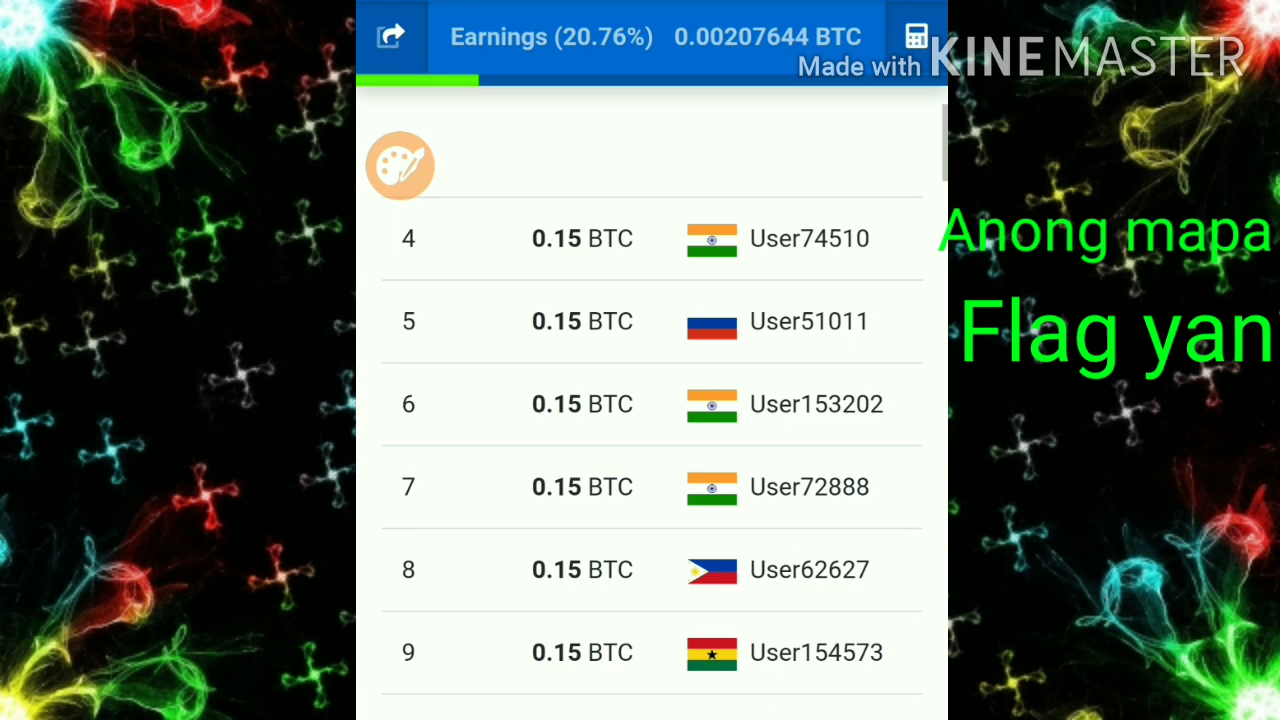 Earnings (20.76%) 0.00207644 BTC
Made with KINEMASTER
4 0.15 BTC User74510
Anong mapa
5 0.15 BTC User51011
Flag yan
6 0.15 BTC User153202
7 0.15 BTC User72888
8 0.15 BTC User62627
9 0.15 BTC User154573